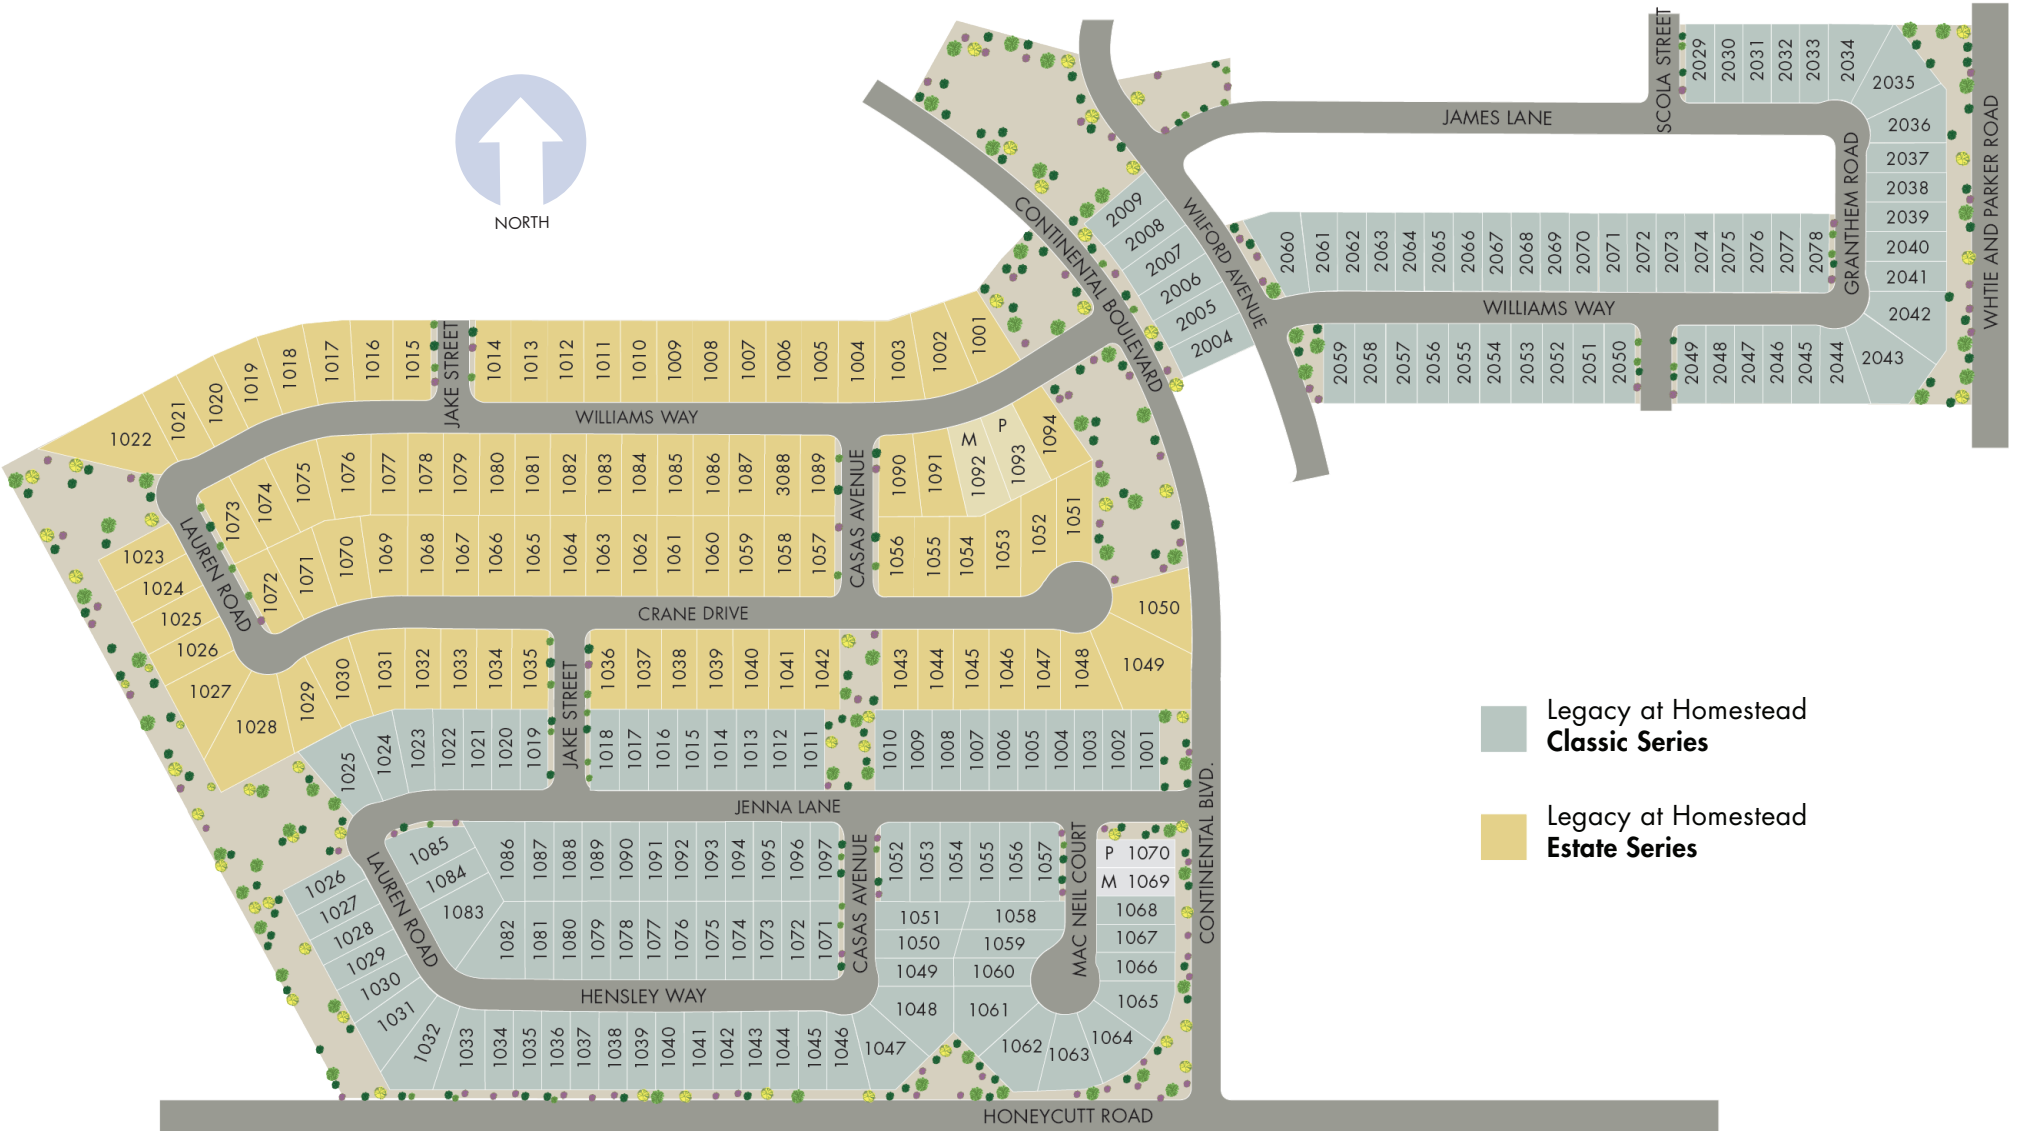 NORTH
SCOLA STREET
2029 2030 2031 2032 2033 2034
2035
2036
2037
2038
2039
2040
2041
2042
2043
JAMES LANE
GRANTHEM ROAD
WHTIE AND PARKER ROAD
CONTINENTAL BOULEVARD
WILFORD AVENUE
2009
2008
2007
2006
2005
2004
2060 2061 2062 2063 2064 2065 2066 2067 2068 2069 2070 2071 2072 2073 2074 2075 2076 2077 2078
WILLIAMS WAY
2059 2058 2057 2056 2055 2054 2053 2052 2051 2050
2049 2048 2047 2046 2045 2044
1022 1021 1020 1019 1018 1017 1016 1015
JAKE STREET
1014 1013 1012 1011 1010 1009 1008 1007 1006 1005 1004 1003 1002 1001
WILLIAMS WAY
1073 1074 1075 1076 1077 1078 1079 1080 1081 1082 1083 1084 1085 1086 1087 3088 1089
CASAS AVENUE
1090 1091
M
1092
P
1093
1094
1072 1071 1070 1069 1068 1067 1066 1065 1064 1063 1062 1061 1060 1059 1058 1057
1056 1055 1054 1053 1052 1051
LAUREN ROAD
1023
1024
1025
1026
1027
1028
CRANE DRIVE
1029 1030 1031 1032 1033 1034 1035
JAKE STREET
1036 1037 1038 1039 1040 1041 1042
1043 1044 1045 1046 1047 1048
1049
1050
1025 1024 1023 1022 1021 1020 1019
1018 1017 1016 1015 1014 1013 1012 1011
1010 1009 1008 1007 1006 1005 1004 1003 1002 1001
JENNA LANE
CONTINENTAL BLVD.
LAUREN ROAD
1085
1084
1083
1086 1087 1088 1089 1090 1091 1092 1093 1094 1095 1096 1097
1082 1081 1080 1079 1078 1077 1076 1075 1074 1073 1072 1071
CASAS AVENUE
1052 1053 1054 1055 1056 1057
MAC NEIL COURT
P 1070
M 1069
1068
1067
1066
1065
1064
1063
1062
1061
1060
1059
1058
1051
1050
1049
1048
1047
HENSLEY WAY
1026
1027
1028
1029
1030
1031
1032 1033 1034 1035 1036 1037 1038 1039 1040 1041 1042 1043 1044 1045 1046
HONEYCUTT ROAD
Legacy at Homestead
Classic Series
Legacy at Homestead
Estate Series